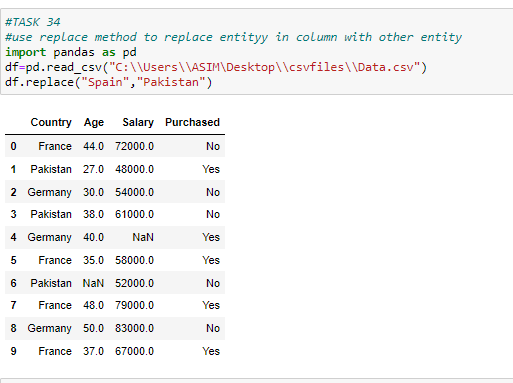 #TASK 34
#use replace method to replace entityy in column with other entity
import pandas as pd
df=pd.read_csv("C:\\Users\\ASIM\Desktop\\csvfiles\\Data.csv")
df.replace("Spain","Pakistan")
Country Age Salary Purchased
0 France 44.0 72000.0 No
1 Pakistan 27.0 48000.0 Yes
2 Germany 30.0 54000.0 No
3 Pakistan 38.0 61000.0 No
4 Germany 40.0 NaN Yes
5 France 35.0 58000.0 Yes
6 Pakistan NaN 52000.0 No
7 France 48.0 79000.0 Yes
8 Germany 50.0 83000.0 No
9 France 37.0 67000.0 Yes